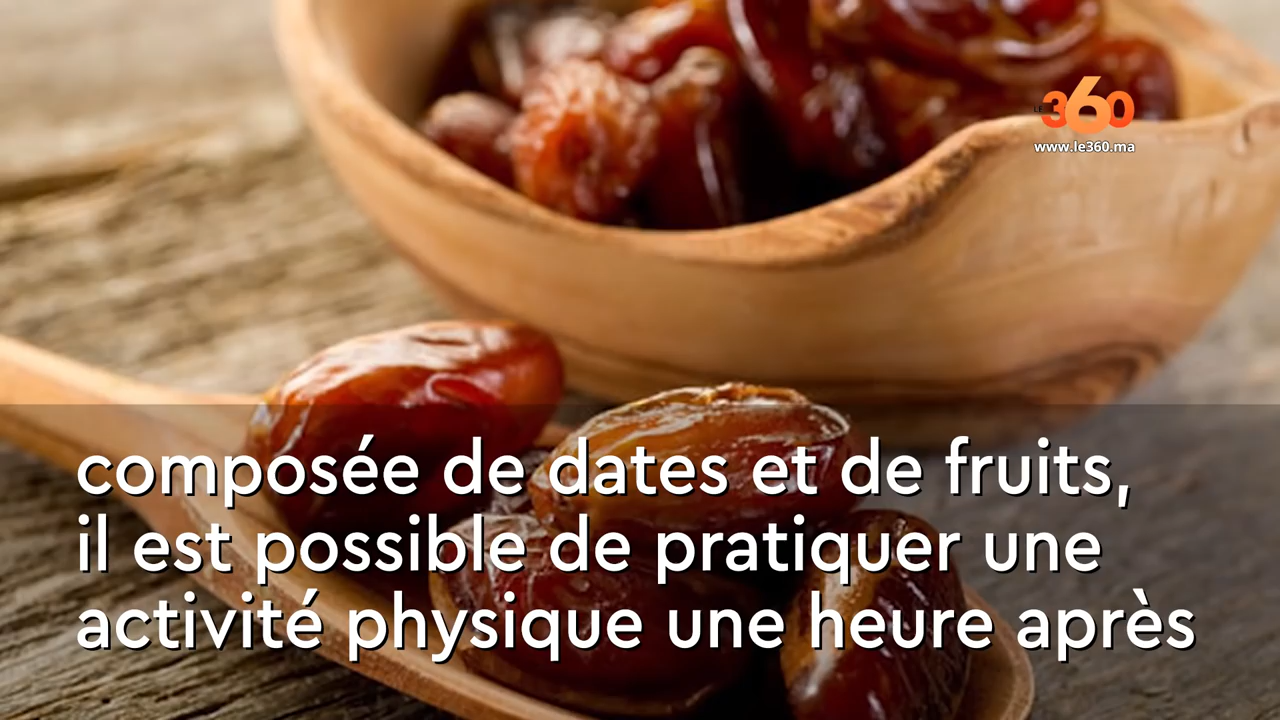 LE 360
www.le360.ma
composée de dates et de fruits,
il est possible de pratiquer une
activité physique une heure après